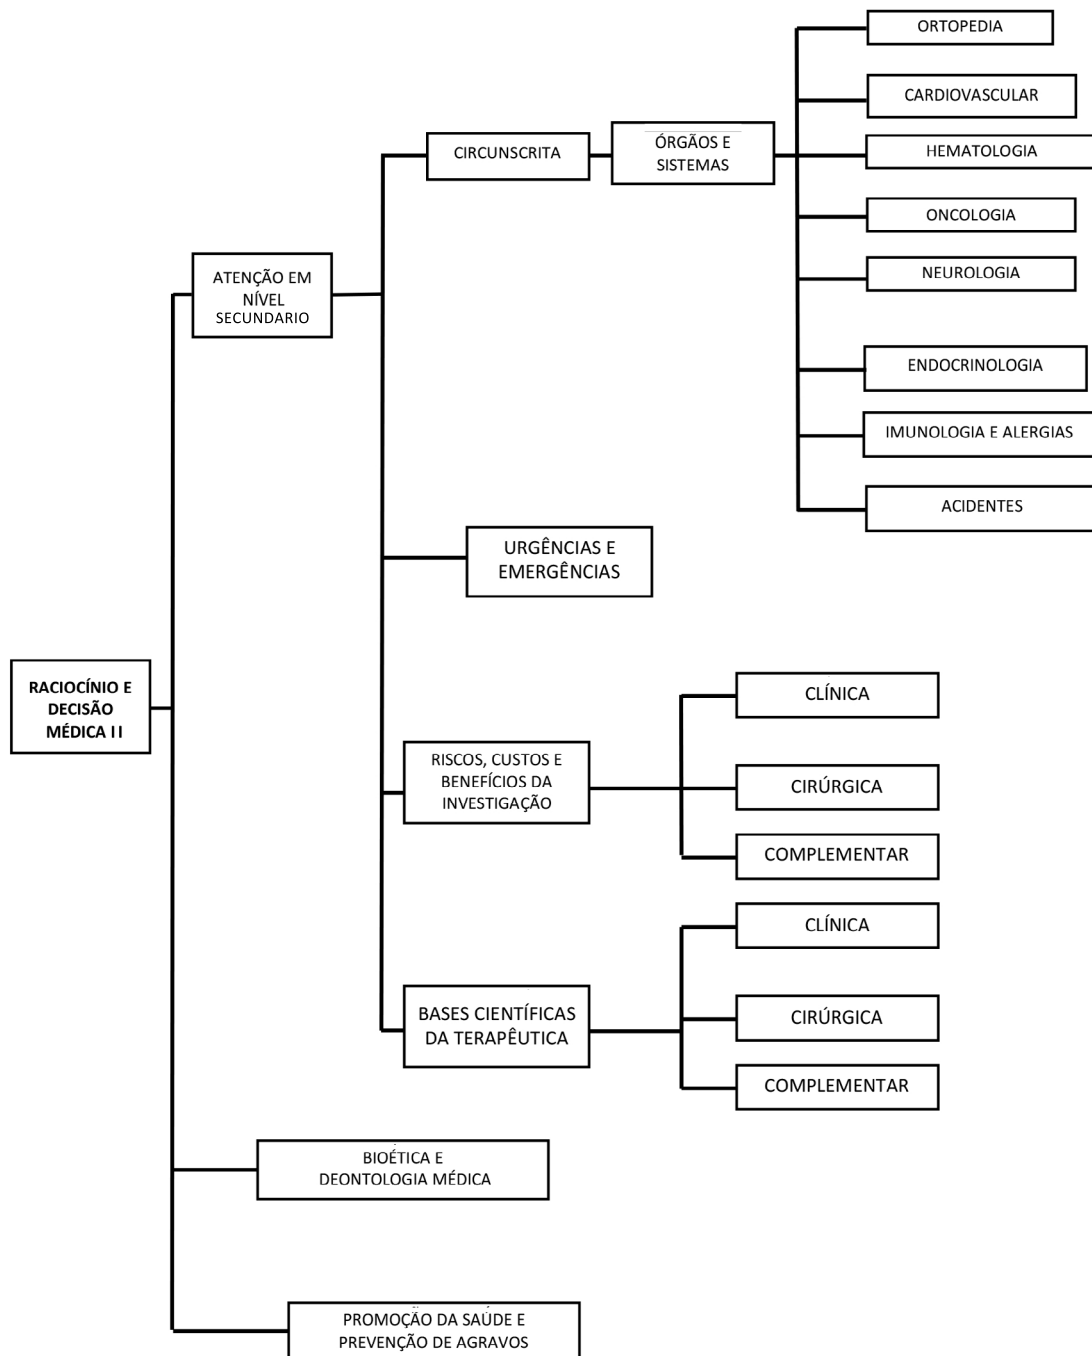 ORTOPEDIA
CARDIOVASCULAR
CIRCUNSCRITA
ÓRGÃOS E
SISTEMAS
HEMATOLOGIA
ONCOLOGIA
ATENÇÃO EM
NÍVEL
SECUNDARIO
NEUROLOGIA
ENDOCRINOLOGIA
IMUNOLOGIA E ALERGIAS
ACIDENTES
URGÊNCIAS E
EMERGÊNCIAS
RACIOCÍNIO E
DECISÃO
MÉDICA II
CLÍNICA
RISCOS, CUSTOS E
BENEFÍCIOS DA
INVESTIGAÇÃO
CIRÚRGICA
COMPLEMENTAR
CLÍNICA
BASES CIENTÍFICAS
DA TERAPÊUTICA
CIRÚRGICA
COMPLEMENTAR
BIOÉTICA E
DEONTOLOGIA MÉDICA
PROMOÇÃO DA SAÚDE E
PREVENÇÃO DE AGRAVOS